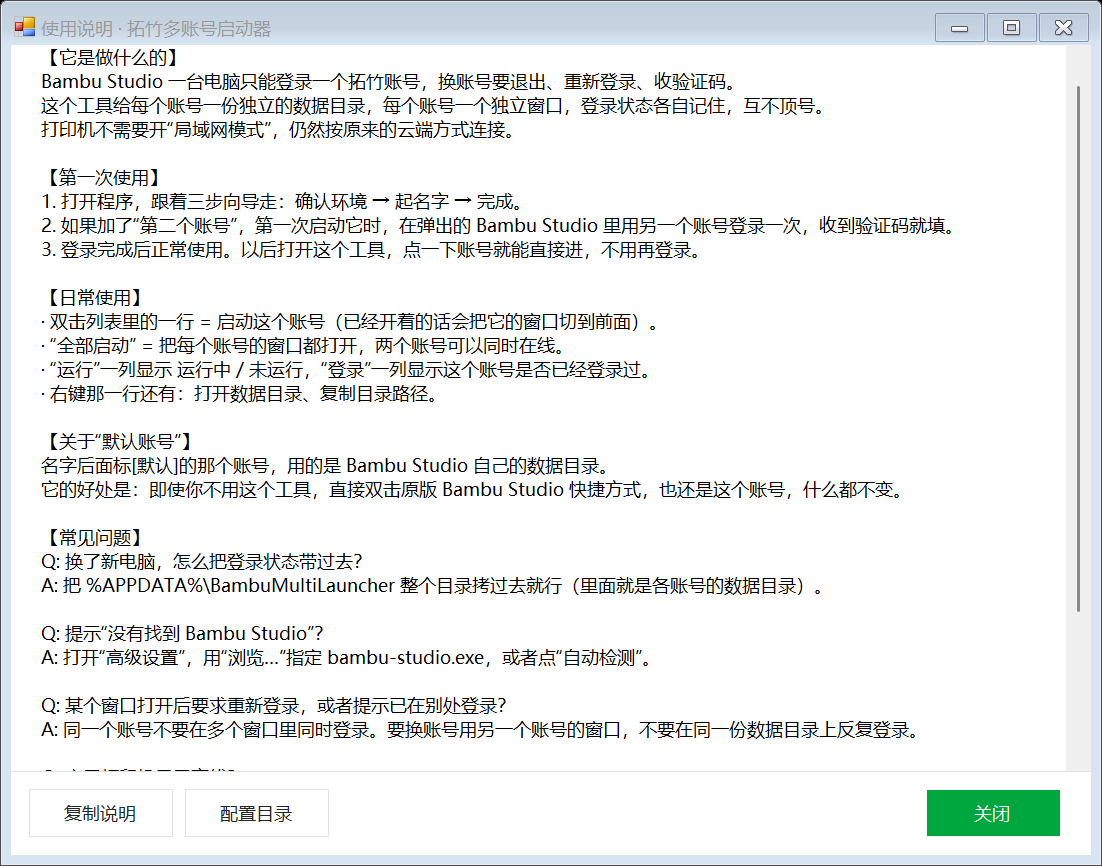 使用说明 · 拓竹多账号启动器
【它是做什么的】
Bambu Studio 一台电脑只能登录一个拓竹账号，换账号要退出、重新登录、收验证码。
这个工具给每个账号一份独立的数据目录，每个账号一个独立窗口，登录状态各自记住，互不顶号。
打印机不需要开“局域网模式”，仍然按原来的云端方式连接。
【第一次使用】
1. 打开程序，跟着三步向导走：确认环境 → 起名字 → 完成。
2. 如果加了“第二个账号”，第一次启动它时，在弹出的 Bambu Studio 里用另一个账号登录一次，收到验证码就填。
3. 登录完成后正常使用。以后打开这个工具，点一下账号就能直接进，不用再登录。
【日常使用】
· 双击列表里的一行 = 启动这个账号（已经开着的话会把它的窗口切到前面）。
· “全部启动” = 把每个账号的窗口都打开，两个账号可以同时在线。
· “运行”一列显示 运行中 / 未运行，“登录”一列显示这个账号是否已经登录过。
· 右键那一行还有：打开数据目录、复制目录路径。
【关于“默认账号”】
名字后面标[默认]的那个账号，用的是 Bambu Studio 自己的数据目录。
它的好处是：即使你不用这个工具，直接双击原版 Bambu Studio 快捷方式，也还是这个账号，什么都不变。
【常见问题】
Q: 换了新电脑，怎么把登录状态带过去？
A: 把 %APPDATA%\BambuMultiLauncher 整个目录拷过去就行（里面就是各账号的数据目录）。
Q: 提示“没有找到 Bambu Studio”？
A: 打开“高级设置”，用“浏览...”指定 bambu-studio.exe，或者点“自动检测”。
Q: 某个窗口打开后要求重新登录，或者提示已在别处登录？
A: 同一个账号不要在多个窗口里同时登录。要换账号用另一个账号的窗口，不要在同一份数据目录上反复登录。
复制说明
配置目录
关闭